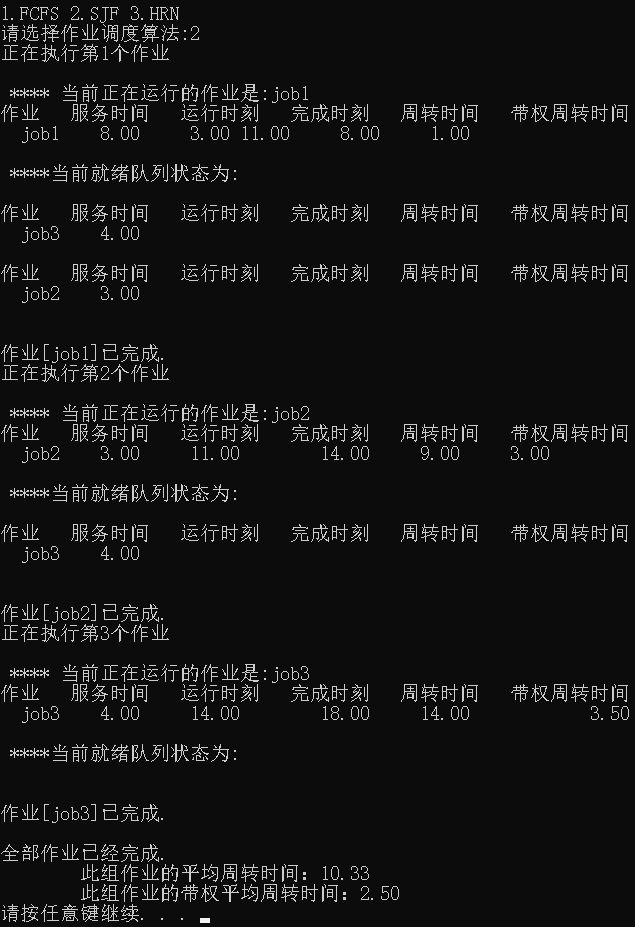 1.FCFS 2.SJF 3.HRN
请选择作业调度算法:2
正在执行第1个作业
**** 当前正在运行的作业是:job1
作业 服务时间 运行时刻 完成时刻 周转时间 带权周转时间
job1 8.00 3.00 11.00 8.00 1.00
****当前就绪队列状态为:
作业 服务时间 运行时刻 完成时刻 周转时间 带权周转时间
job3 4.00
作业 服务时间 运行时刻 完成时刻 周转时间 带权周转时间
job2 3.00
作业[job1]已完成.
正在执行第2个作业
**** 当前正在运行的作业是:job2
作业 服务时间 运行时刻 完成时刻 周转时间 带权周转时间
job2 3.00 11.00 14.00 9.00 3.00
****当前就绪队列状态为:
作业 服务时间 运行时刻 完成时刻 周转时间 带权周转时间
job3 4.00
作业[job2]已完成.
正在执行第3个作业
**** 当前正在运行的作业是:job3
作业 服务时间 运行时刻 完成时刻 周转时间 带权周转时间
job3 4.00 14.00 18.00 14.00 3.50
****当前就绪队列状态为:
作业[job3]已完成.
全部作业已经完成.
此组作业的平均周转时间：10.33
此组作业的带权平均周转时间：2.50
请按任意键继续. . .